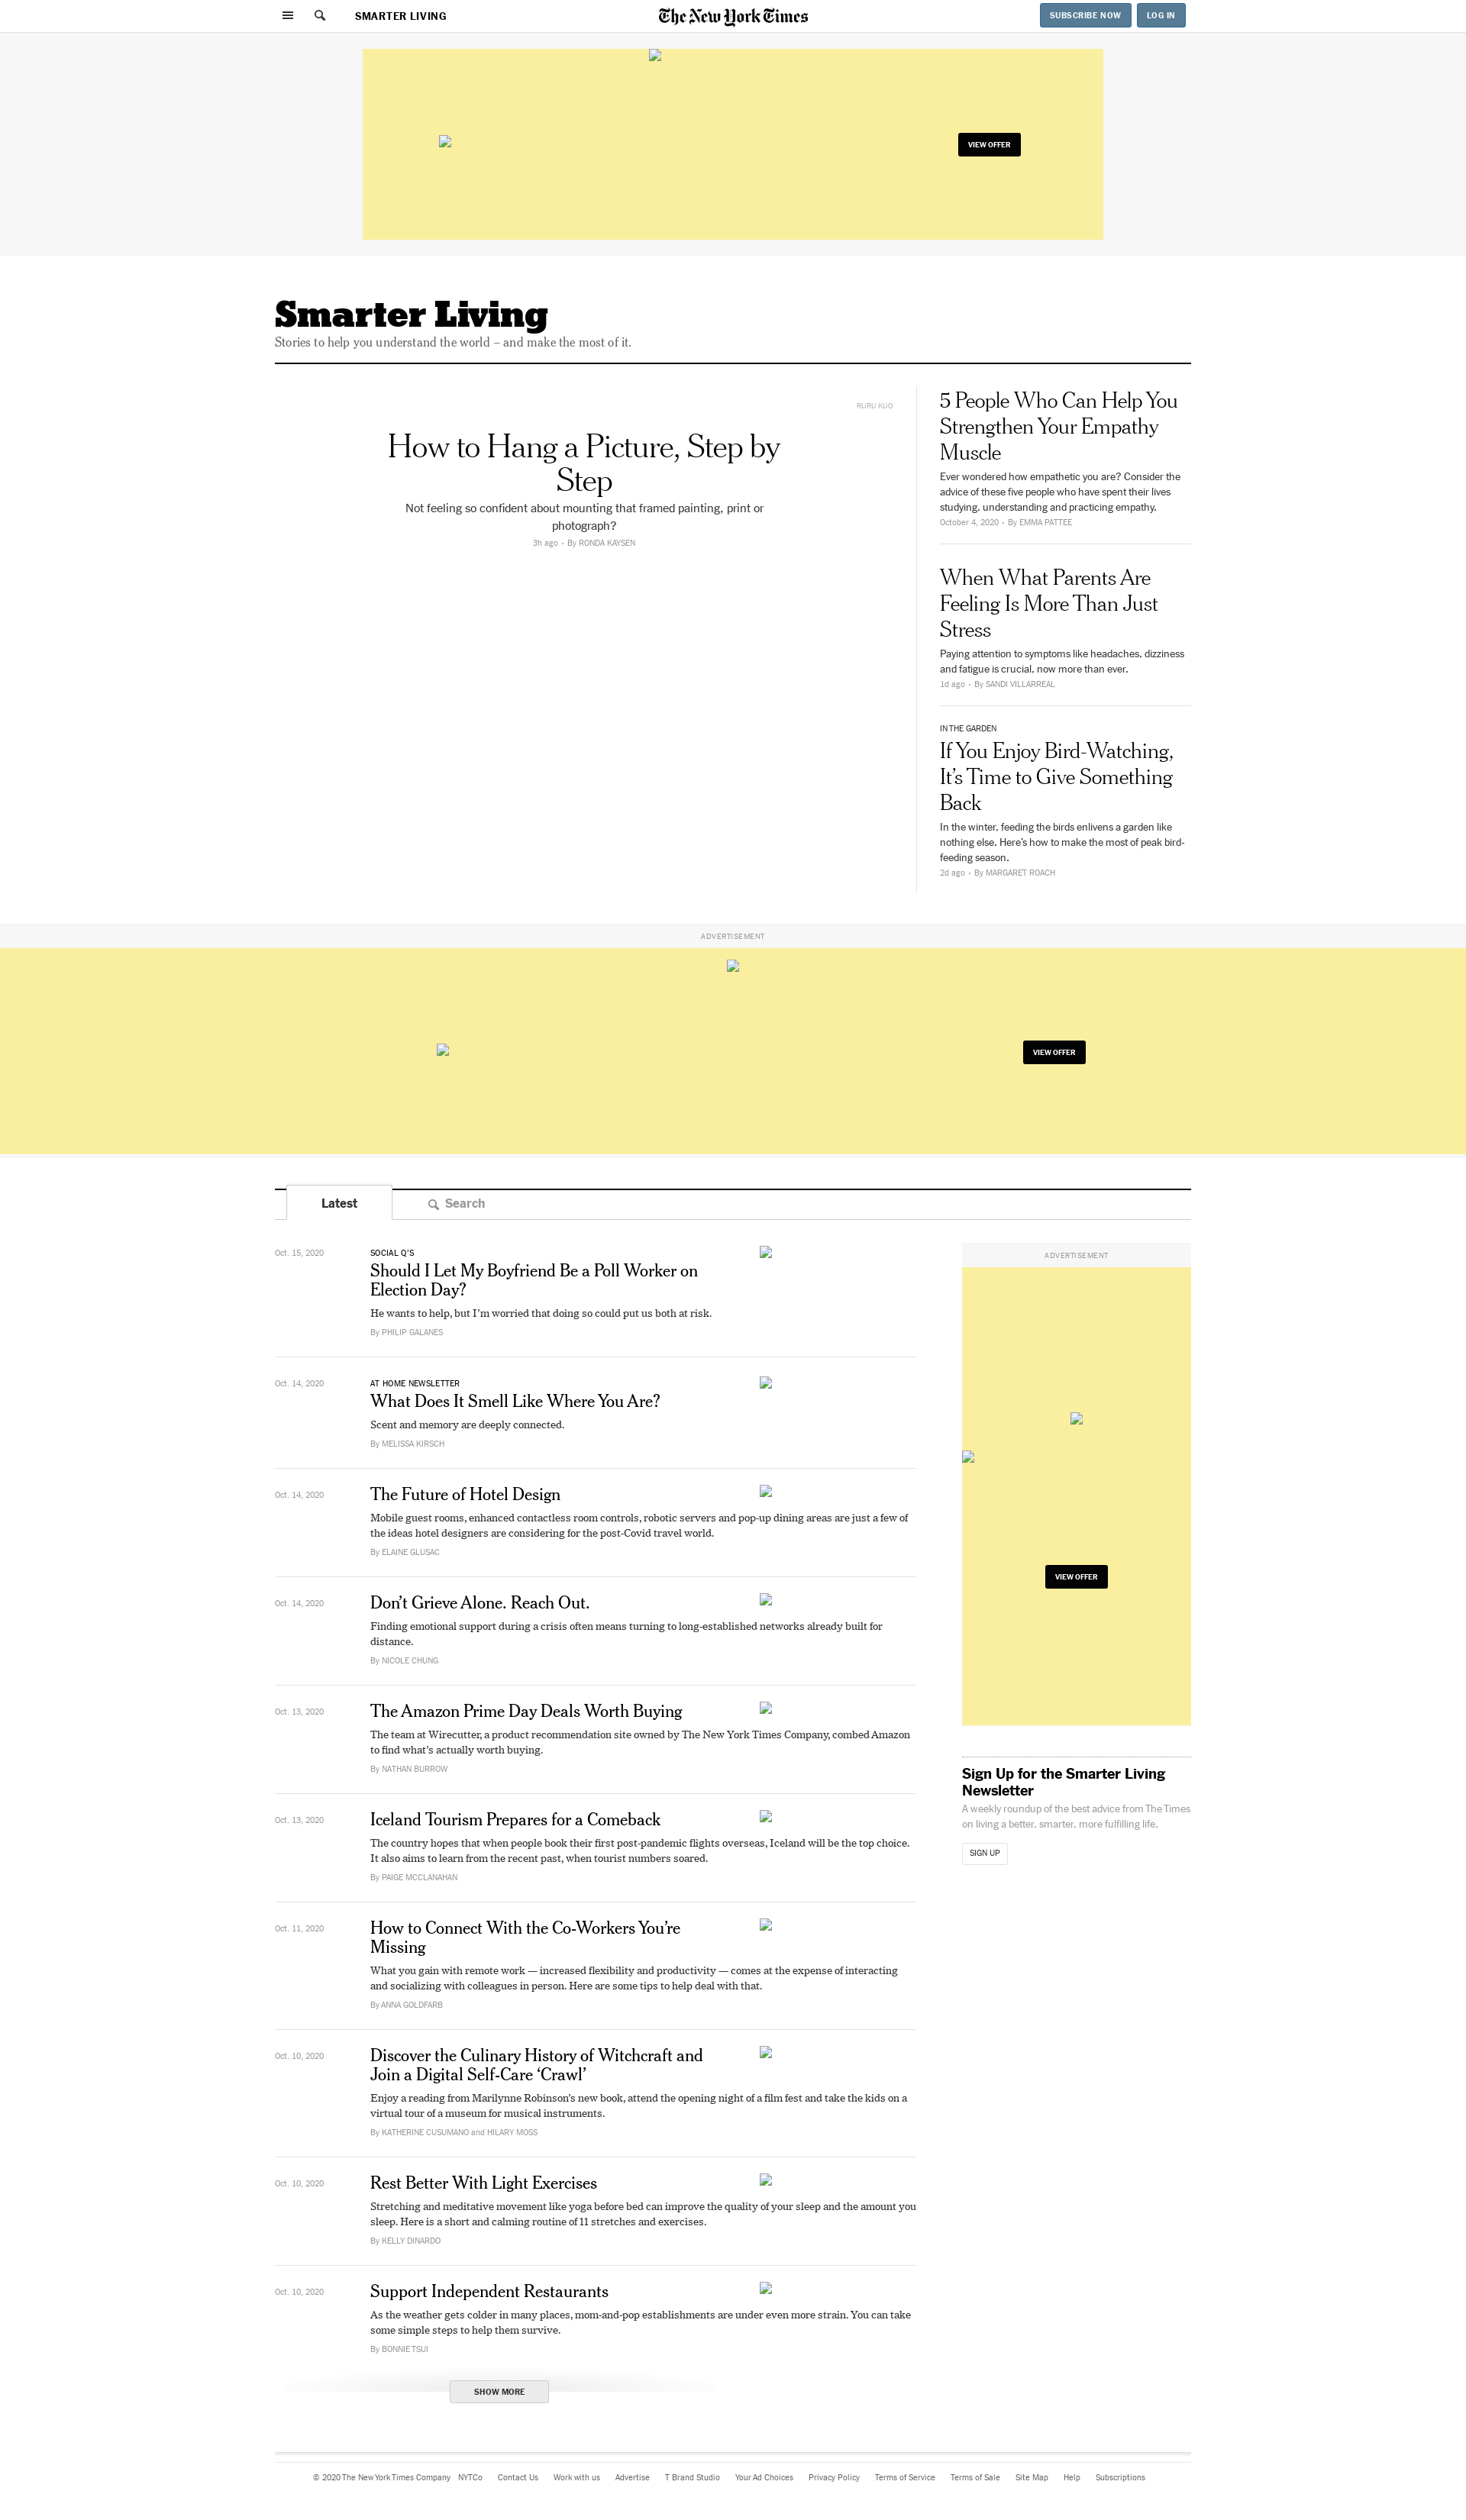 SMARTER LIVING
The New York Times
SUBSCRIBE NOW
LOG IN
VIEW OFFER
Smarter Living
Stories to help you understand the world – and make the most of it.
RURU KUO
How to Hang a Picture, Step by
Step
Not feeling so confident about mounting that framed painting, print or
photograph?
3h ago • By RONDA KAYSEN
5 People Who Can Help You
Strengthen Your Empathy
Muscle
Ever wondered how empathetic you are? Consider the
advice of these five people who have spent their lives
studying, understanding and practicing empathy.
October 4, 2020 • By EMMA PATTEE
When What Parents Are
Feeling Is More Than Just
Stress
Paying attention to symptoms like headaches, dizziness
and fatigue is crucial, now more than ever.
1d ago • By SANDI VILLARREAL
IN THE GARDEN
If You Enjoy Bird-Watching,
It’s Time to Give Something
Back
In the winter, feeding the birds enlivens a garden like
nothing else. Here’s how to make the most of peak bird-
feeding season.
2d ago • By MARGARET ROACH
ADVERTISEMENT
VIEW OFFER
Latest
Search
Oct. 15, 2020
SOCIAL Q’S
Should I Let My Boyfriend Be a Poll Worker on
Election Day?
He wants to help, but I’m worried that doing so could put us both at risk.
By PHILIP GALANES
Oct. 14, 2020
AT HOME NEWSLETTER
What Does It Smell Like Where You Are?
Scent and memory are deeply connected.
By MELISSA KIRSCH
Oct. 14, 2020
The Future of Hotel Design
Mobile guest rooms, enhanced contactless room controls, robotic servers and pop-up dining areas are just a few of
the ideas hotel designers are considering for the post-Covid travel world.
By ELAINE GLUSAC
Oct. 14, 2020
Don’t Grieve Alone. Reach Out.
Finding emotional support during a crisis often means turning to long-established networks already built for
distance.
By NICOLE CHUNG
Oct. 13, 2020
The Amazon Prime Day Deals Worth Buying
The team at Wirecutter, a product recommendation site owned by The New York Times Company, combed Amazon
to find what’s actually worth buying.
By NATHAN BURROW
Oct. 13, 2020
Iceland Tourism Prepares for a Comeback
The country hopes that when people book their first post-pandemic flights overseas, Iceland will be the top choice.
It also aims to learn from the recent past, when tourist numbers soared.
By PAIGE MCCLANAHAN
Oct. 11, 2020
How to Connect With the Co-Workers You’re
Missing
What you gain with remote work — increased flexibility and productivity — comes at the expense of interacting
and socializing with colleagues in person. Here are some tips to help deal with that.
By ANNA GOLDFARB
Oct. 10, 2020
Discover the Culinary History of Witchcraft and
Join a Digital Self-Care ‘Crawl’
Enjoy a reading from Marilynne Robinson’s new book, attend the opening night of a film fest and take the kids on a
virtual tour of a museum for musical instruments.
By KATHERINE CUSUMANO and HILARY MOSS
Oct. 10, 2020
Rest Better With Light Exercises
Stretching and meditative movement like yoga before bed can improve the quality of your sleep and the amount you
sleep. Here is a short and calming routine of 11 stretches and exercises.
By KELLY DINARDO
Oct. 10, 2020
Support Independent Restaurants
As the weather gets colder in many places, mom-and-pop establishments are under even more strain. You can take
some simple steps to help them survive.
By BONNIE TSUI
SHOW MORE
ADVERTISEMENT
VIEW OFFER
Sign Up for the Smarter Living
Newsletter
A weekly roundup of the best advice from The Times
on living a better, smarter, more fulfilling life.
SIGN UP
© 2020 The New York Times Company NYTCo Contact Us Work with us Advertise T Brand Studio Your Ad Choices Privacy Policy Terms of Service Terms of Sale Site Map Help Subscriptions